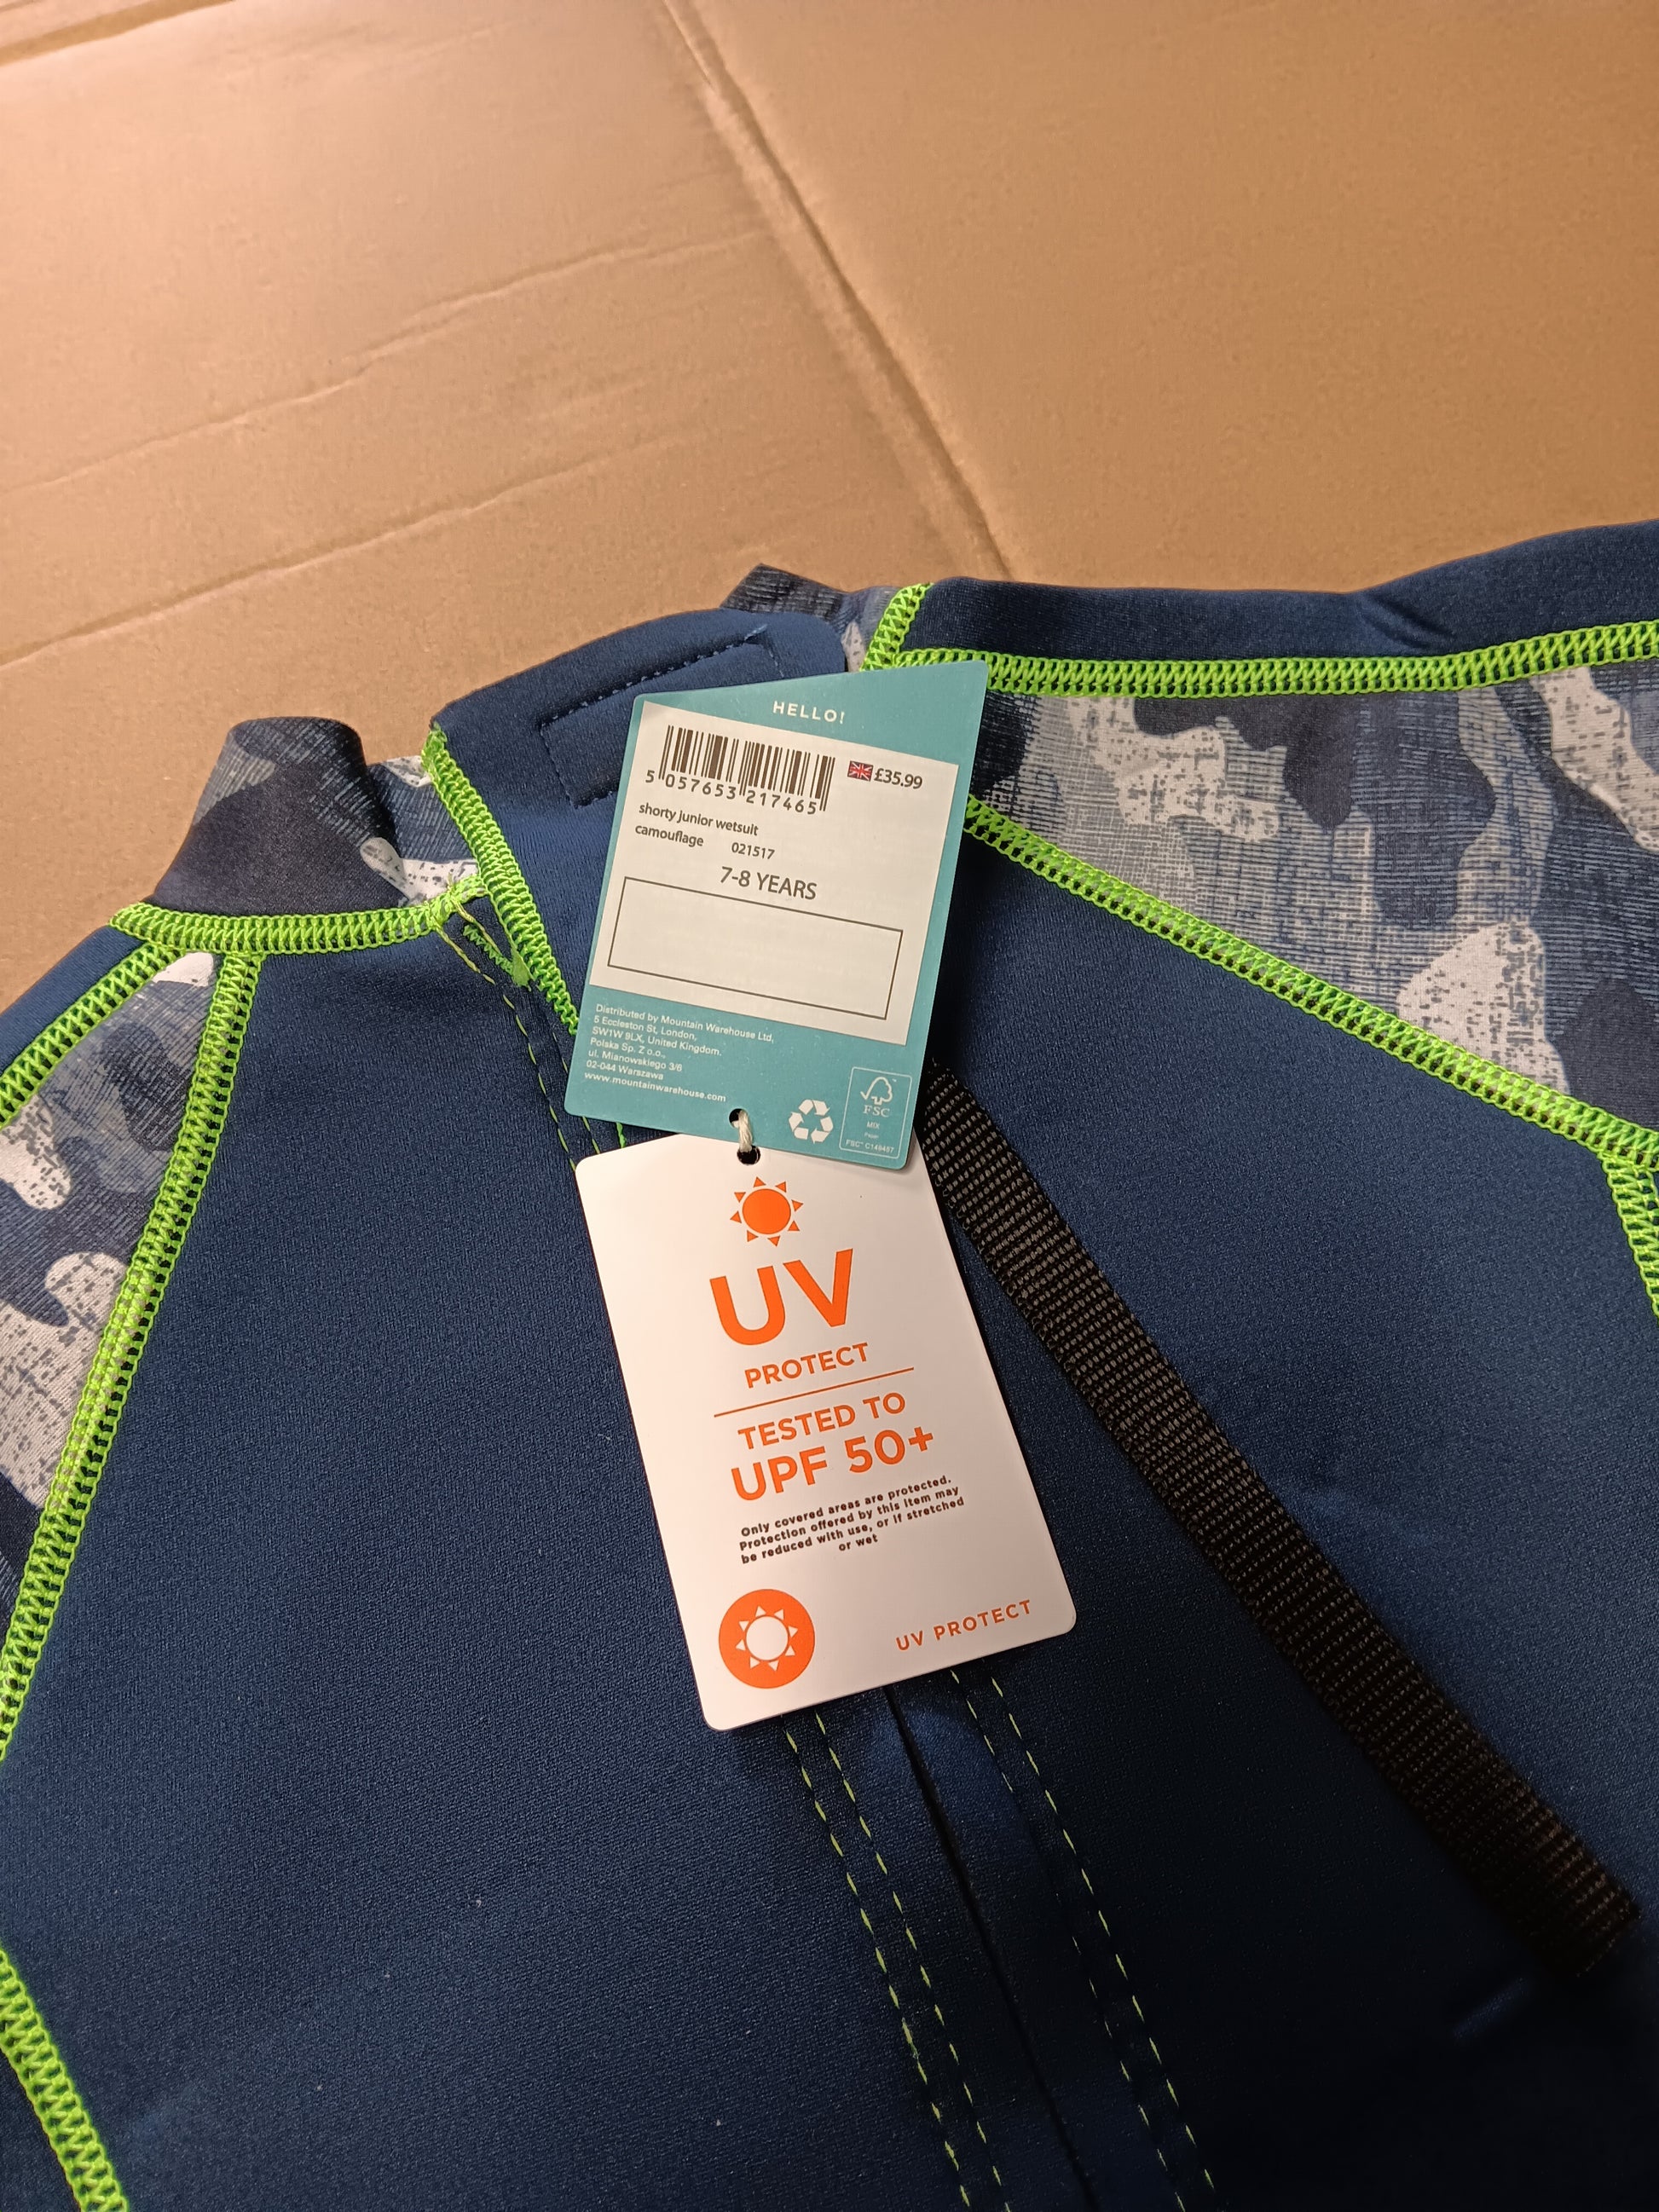 HELLO!
£35.99
5 057653 217465
shorty junior wetsuit
camouflage 021517
7-8 YEARS
Distributed by Mountain Warehouse Ltd,
5 Eccleston St, London,
SW1W 9LX, United Kingdom.
Polska Sp. Z o.o.,
ul. Mianowskiego 3/6
02-044 Warszawa
www.mountainwarehouse.com
FSC
MIX
Paper
FSC™ C149457
UV
PROTECT
TESTED TO
UPF 50+
Only covered areas are protected.
Protection offered by this item may
be reduced with use, or if stretched
or wet
UV PROTECT